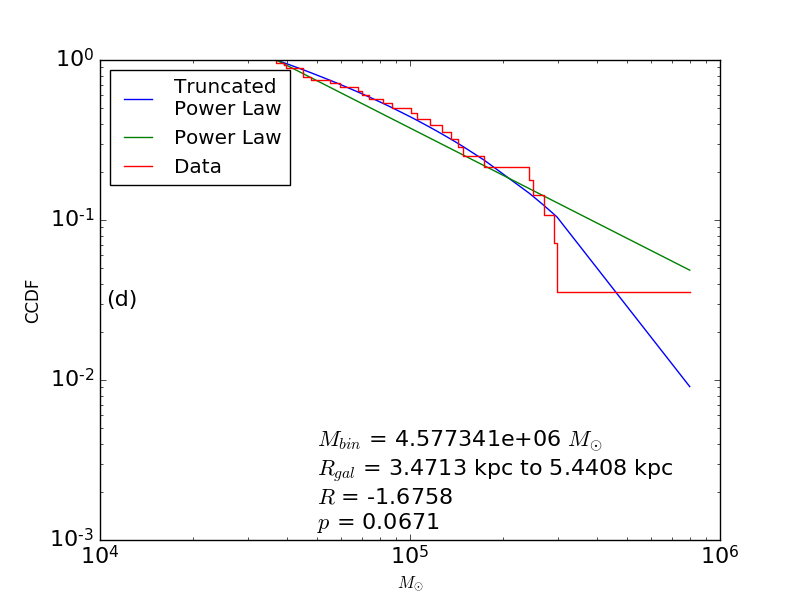 10^0
Truncated
Power Law
Power Law
Data
10^-1
(d)
CCDF
10^-2
M_bin = 4.577341e+06 M_⊙
R_gal = 3.4713 kpc to 5.4408 kpc
R = -1.6758
p = 0.0671
10^-3
10^4
10^5
10^6
M_⊙